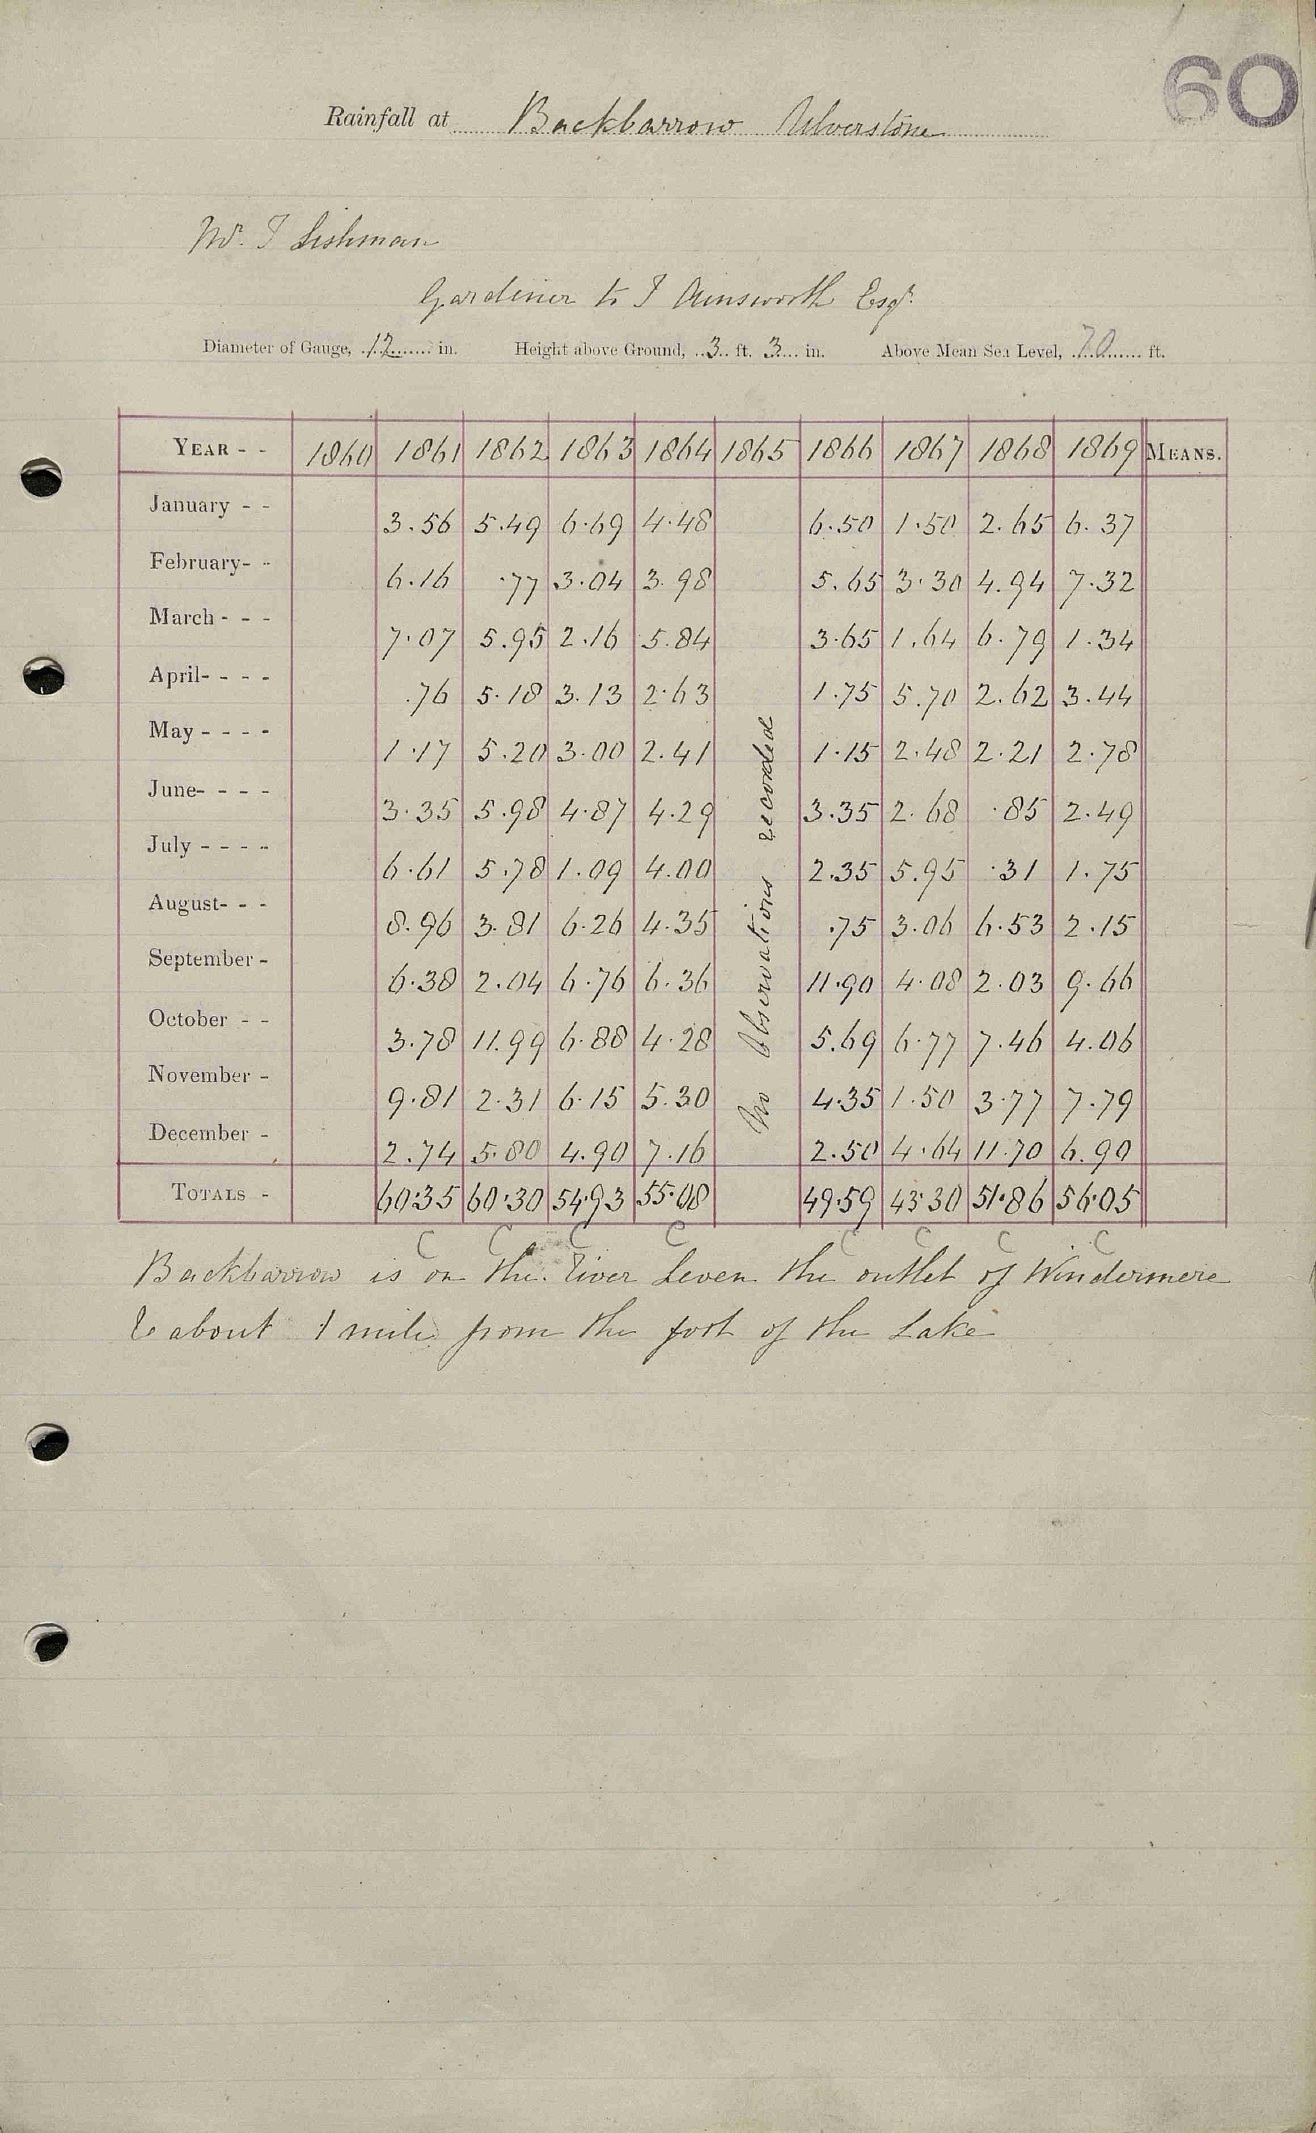 60
Rainfall at Backbarrow Ulverstone
Mr. T Lishman
Gardiner to T Ainsworth Esqr.
Diameter of Gauge, 12 in. Height above Ground, 3 ft. 3 in. Above Mean Sea Level, 70 ft.
YEAR - - 1860 1861 1862 1863 1864 1865 1866 1867 1868 1869 MEANS.
January - - 3.56 5.49 6.69 4.48 6.50 1.50 2.65 6.37
February- - 6.16 .77 3.04 3.98 5.65 3.30 4.94 7.32
March - - - 7.07 5.95 2.16 5.84 3.65 1.64 6.79 1.34
April- - - - .76 5.18 3.13 2.63 1.75 5.70 2.62 3.44
May - - - - 1.17 5.20 3.00 2.41 1.15 2.48 2.21 2.78
June- - - - 3.35 5.98 4.87 4.29 3.35 2.68 .85 2.49
July - - - - 6.61 5.78 1.09 4.00 2.35 5.95 .31 1.75
August- - - 8.96 3.81 6.26 4.35 .75 3.06 6.53 2.15
September - 6.38 2.04 6.76 6.36 11.90 4.08 2.03 9.66
October - - 3.78 11.99 6.88 4.28 5.69 6.77 7.46 4.06
November - 9.81 2.31 6.15 5.30 4.35 1.50 3.77 7.79
December - 2.74 5.80 4.90 7.16 2.50 4.64 11.70 6.90
No Observations recorded
TOTALS - 60.35 60.30 54.93 55.08 49.59 43.30 51.86 56.05
C C C C C C C C
Backbarrow is on the River Leven the outlet of Windermere
& about 1 mile from the foot of the Lake